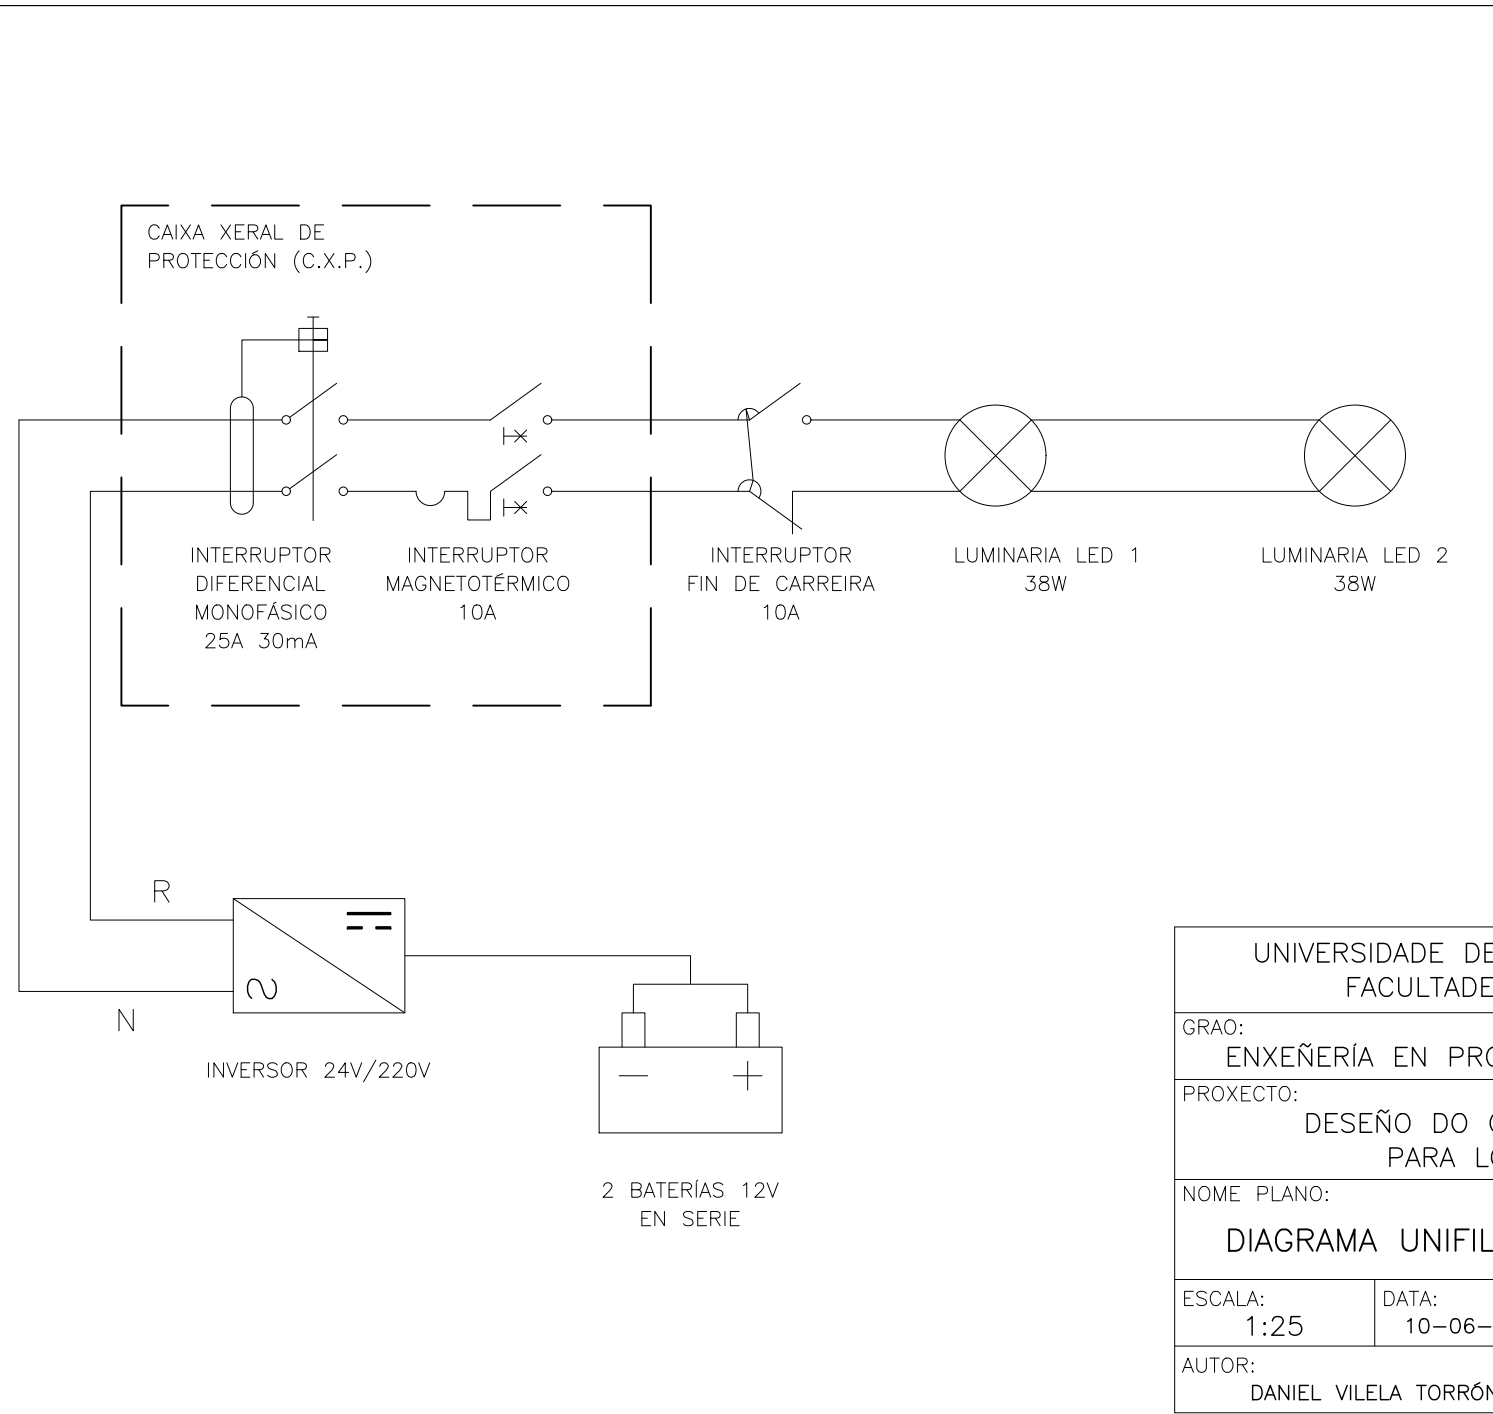 CAIXA XERAL DE
PROTECCIÓN (C.X.P.)
INTERRUPTOR
DIFERENCIAL
MONOFÁSICO
25A 30mA
INTERRUPTOR
MAGNETOTÉRMICO
10A
INTERRUPTOR
FIN DE CARREIRA
10A
LUMINARIA LED 1
38W
LUMINARIA LED 2
38W
R
N
INVERSOR 24V/220V
2 BATERÍAS 12V
EN SERIE
UNIVERSIDADE DE
FACULTADE
GRAO:
ENXEÑERÍA EN
PROXECTO:
DESEÑO DO
PARA
NOME PLANO:
DIAGRAMA
ESCALA:
1:25
DATA:
10-06-
AUTOR:
DANIEL VILELA TORRÓN